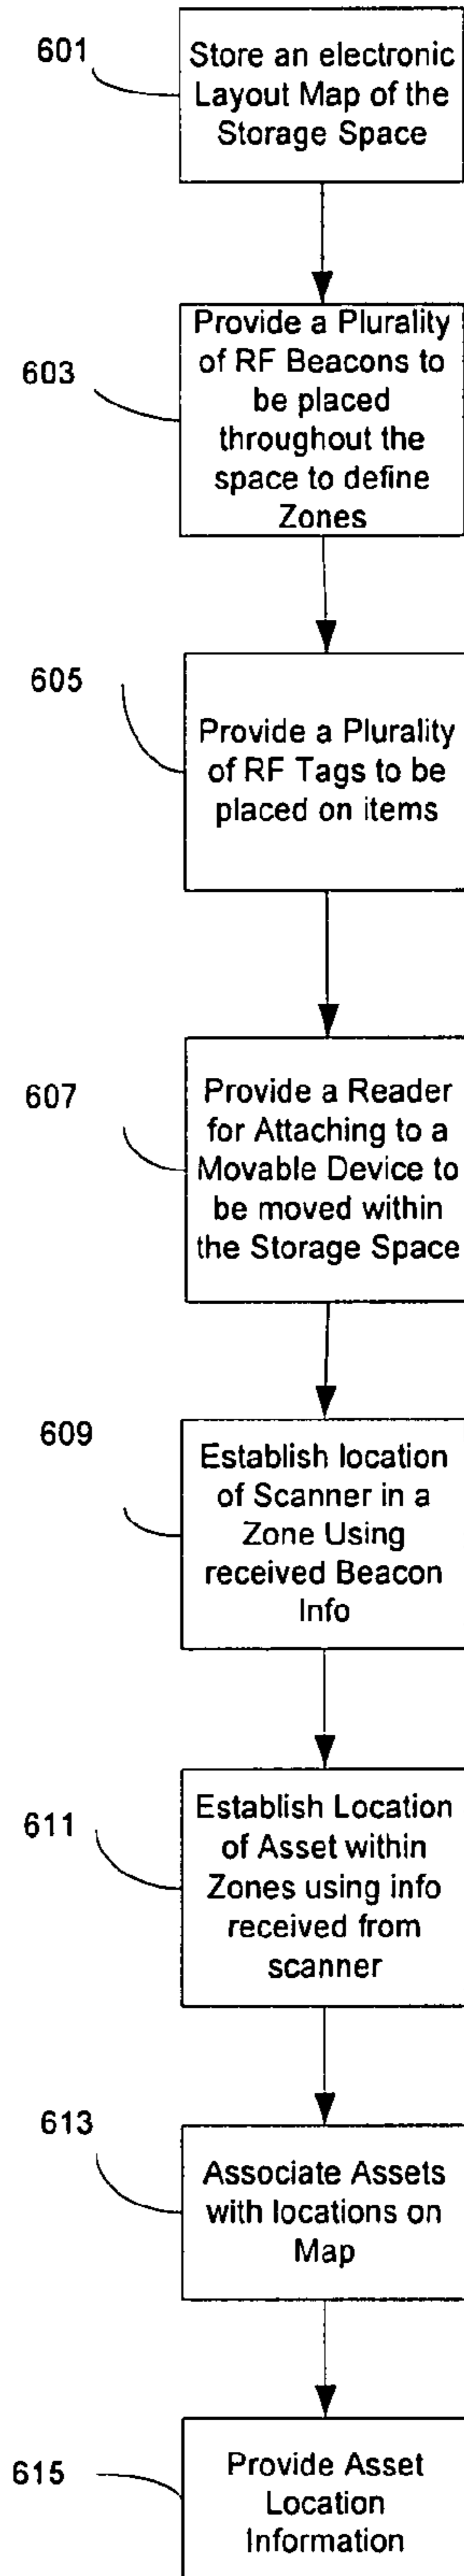 601
Store an electronic
Layout Map of the
Storage Space
603
Provide a Plurality
of RF Beacons to
be placed
throughout the
space to define
Zones
605
Provide a Plurality
of RF Tags to be
placed on items
607
Provide a Reader
for Attaching to a
Movable Device to
be moved within
the Storage Space
609
Establish location
of Scanner in a
Zone Using
received Beacon
Info
611
Establish Location
of Asset within
Zones using info
received from
scanner
613
Associate Assets
with locations on
Map
615
Provide Asset
Location
Information